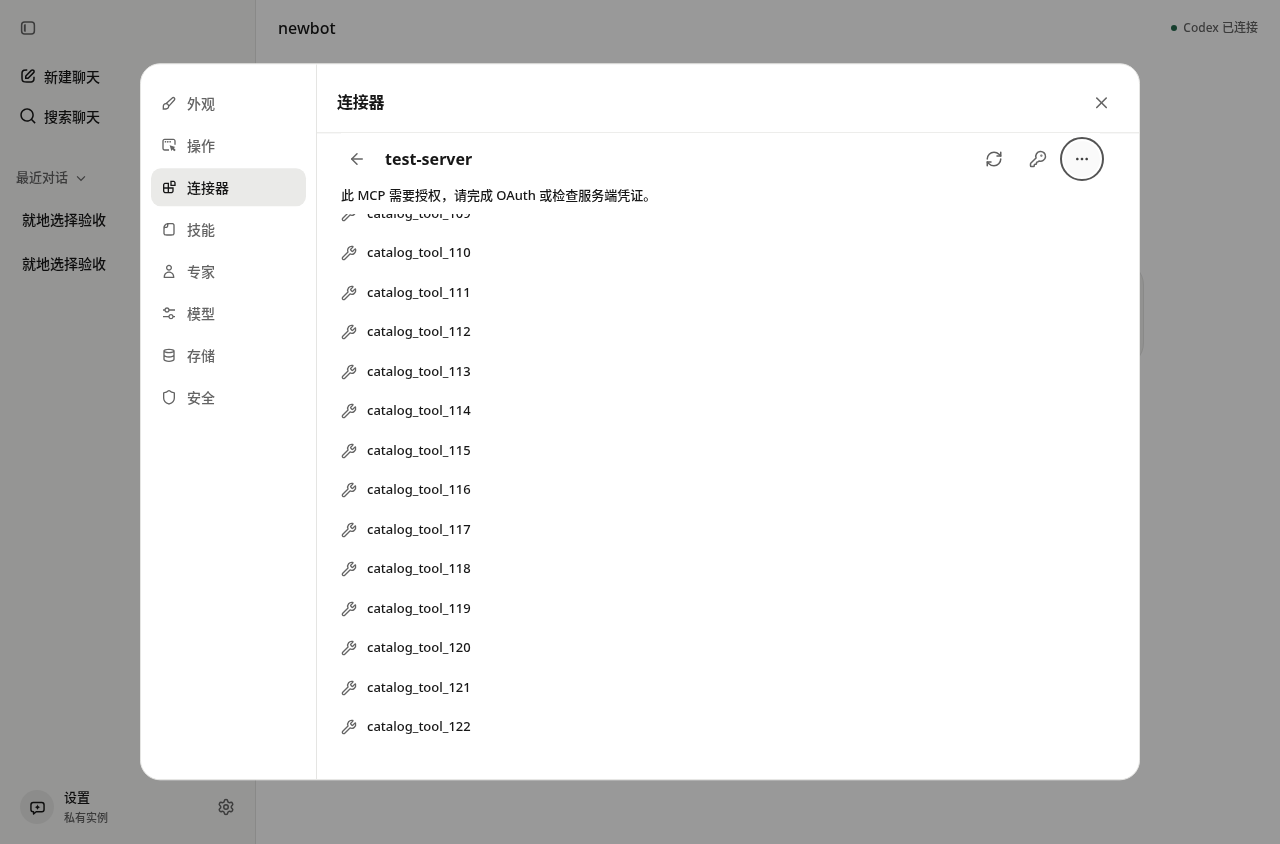 newbot
Codex 已连接
新建聊天
搜索聊天
最近对话
就地选择验收
就地选择验收
设置
私有实例
外观
操作
连接器
技能
专家
模型
存储
安全
连接器
test-server
此 MCP 需要授权，请完成 OAuth 或检查服务端凭证。
catalog_tool_109
catalog_tool_110
catalog_tool_111
catalog_tool_112
catalog_tool_113
catalog_tool_114
catalog_tool_115
catalog_tool_116
catalog_tool_117
catalog_tool_118
catalog_tool_119
catalog_tool_120
catalog_tool_121
catalog_tool_122